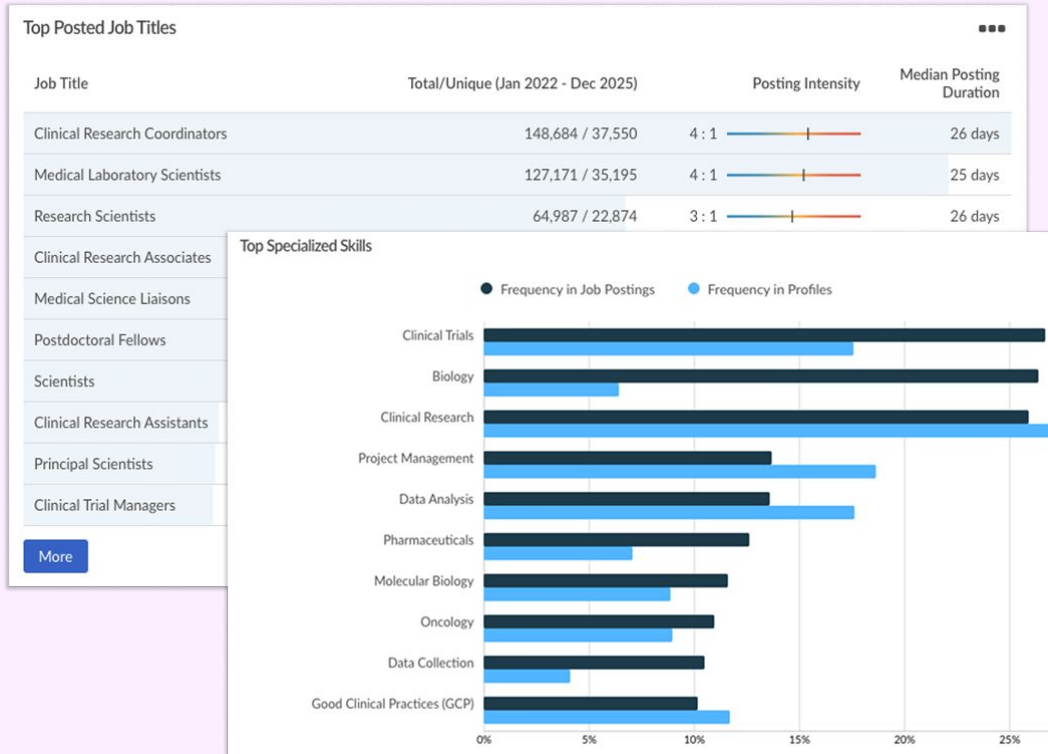 Top Posted Job Titles
Job Title Total/Unique (Jan 2022 - Dec 2025) Posting Intensity Median Posting Duration
Clinical Research Coordinators 148,684 / 37,550 4 : 1 26 days
Medical Laboratory Scientists 127,171 / 35,195 4 : 1 25 days
Research Scientists 64,987 / 22,874 3 : 1 26 days
Clinical Research Associates
Medical Science Liaisons
Postdoctoral Fellows
Scientists
Clinical Research Assistants
Principal Scientists
Clinical Trial Managers
More
Top Specialized Skills
Frequency in Job Postings Frequency in Profiles
Clinical Trials
Biology
Clinical Research
Project Management
Data Analysis
Pharmaceuticals
Molecular Biology
Oncology
Data Collection
Good Clinical Practices (GCP)
0% 5% 10% 15% 20% 25%